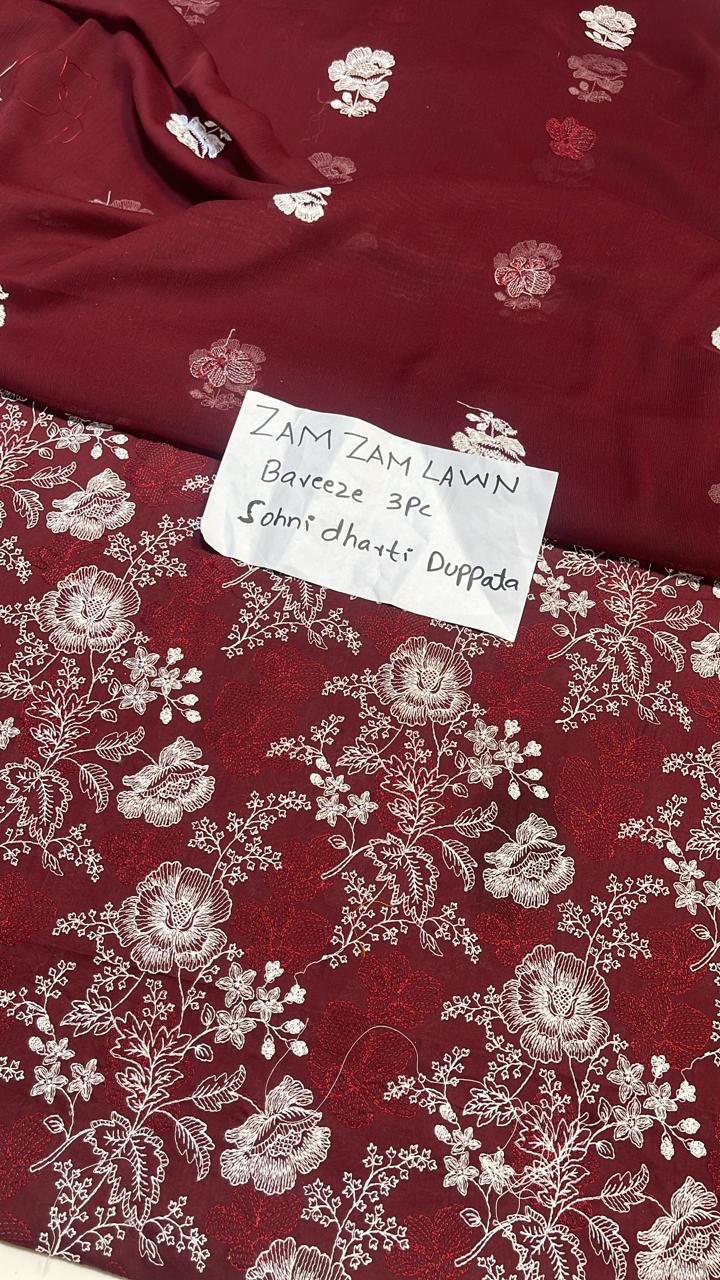 ZAM ZAM LAWN
Bareeze 3Pc
Sohni dharti Duppata